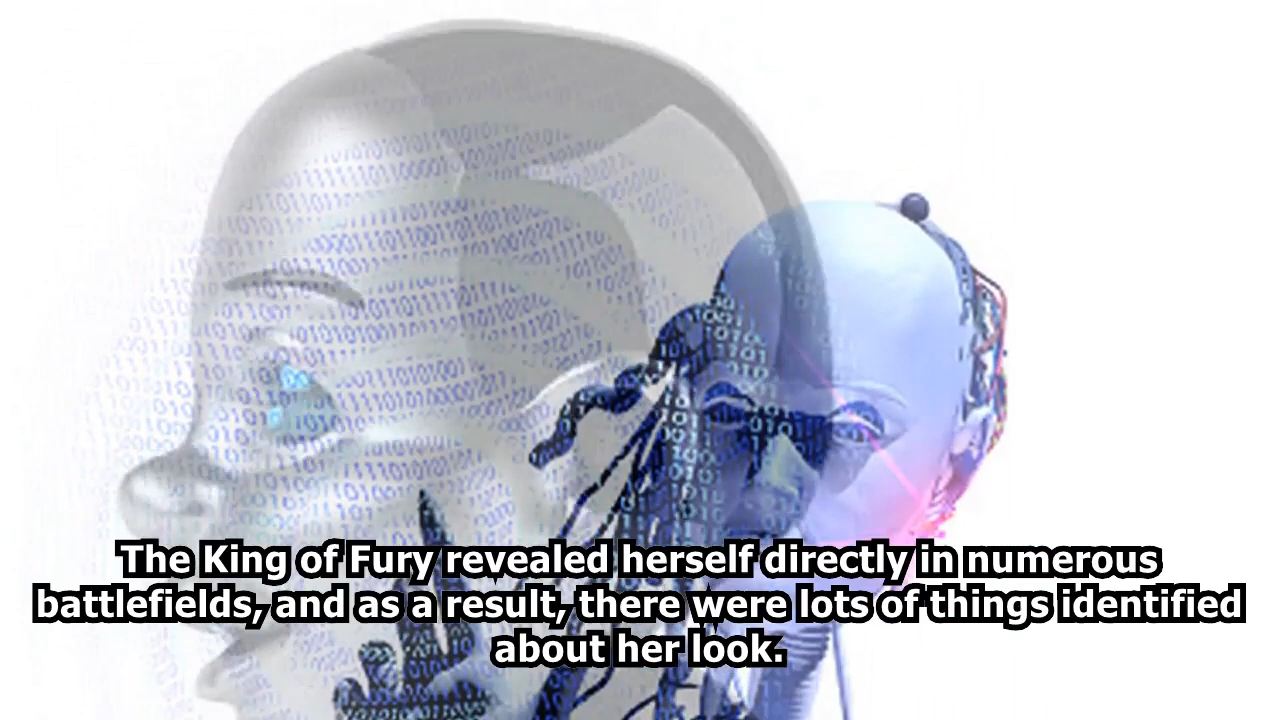 The King of Fury revealed herself directly in numerous
battlefields, and as a result, there were lots of things identified
about her look.